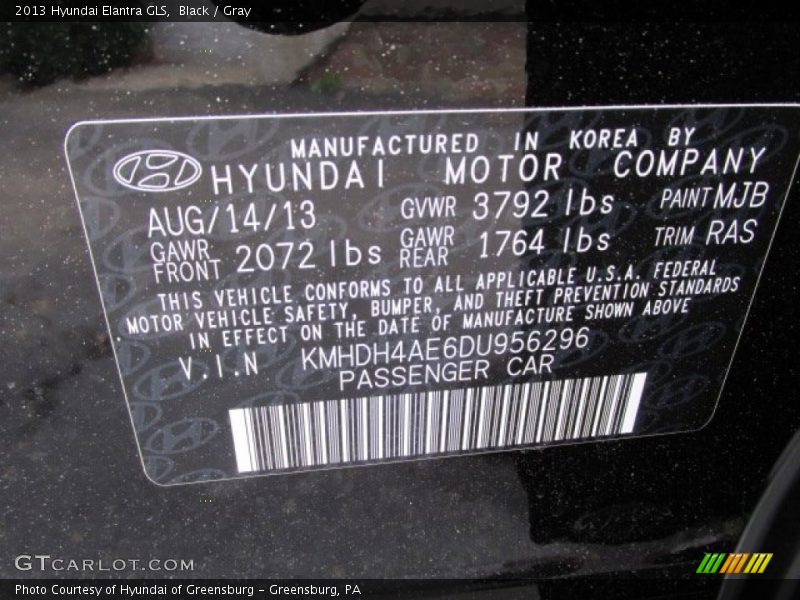 2013 Hyundai Elantra GLS,  Black / Gray
MANUFACTURED IN KOREA BY
HYUNDAI MOTOR COMPANY
AUG/14/13 GVWR 3792 lbs PAINT MJB
GAWR FRONT 2072 lbs GAWR REAR 1764 lbs TRIM RAS
THIS VEHICLE CONFORMS TO ALL APPLICABLE U.S.A. FEDERAL
MOTOR VEHICLE SAFETY, BUMPER, AND THEFT PREVENTION STANDARDS
IN EFFECT ON THE DATE OF MANUFACTURE SHOWN ABOVE
V.I.N KMHDH4AE6DU956296
PASSENGER CAR
GTCARLOT.COM
Photo Courtesy of Hyundai of Greensburg - Greensburg, PA